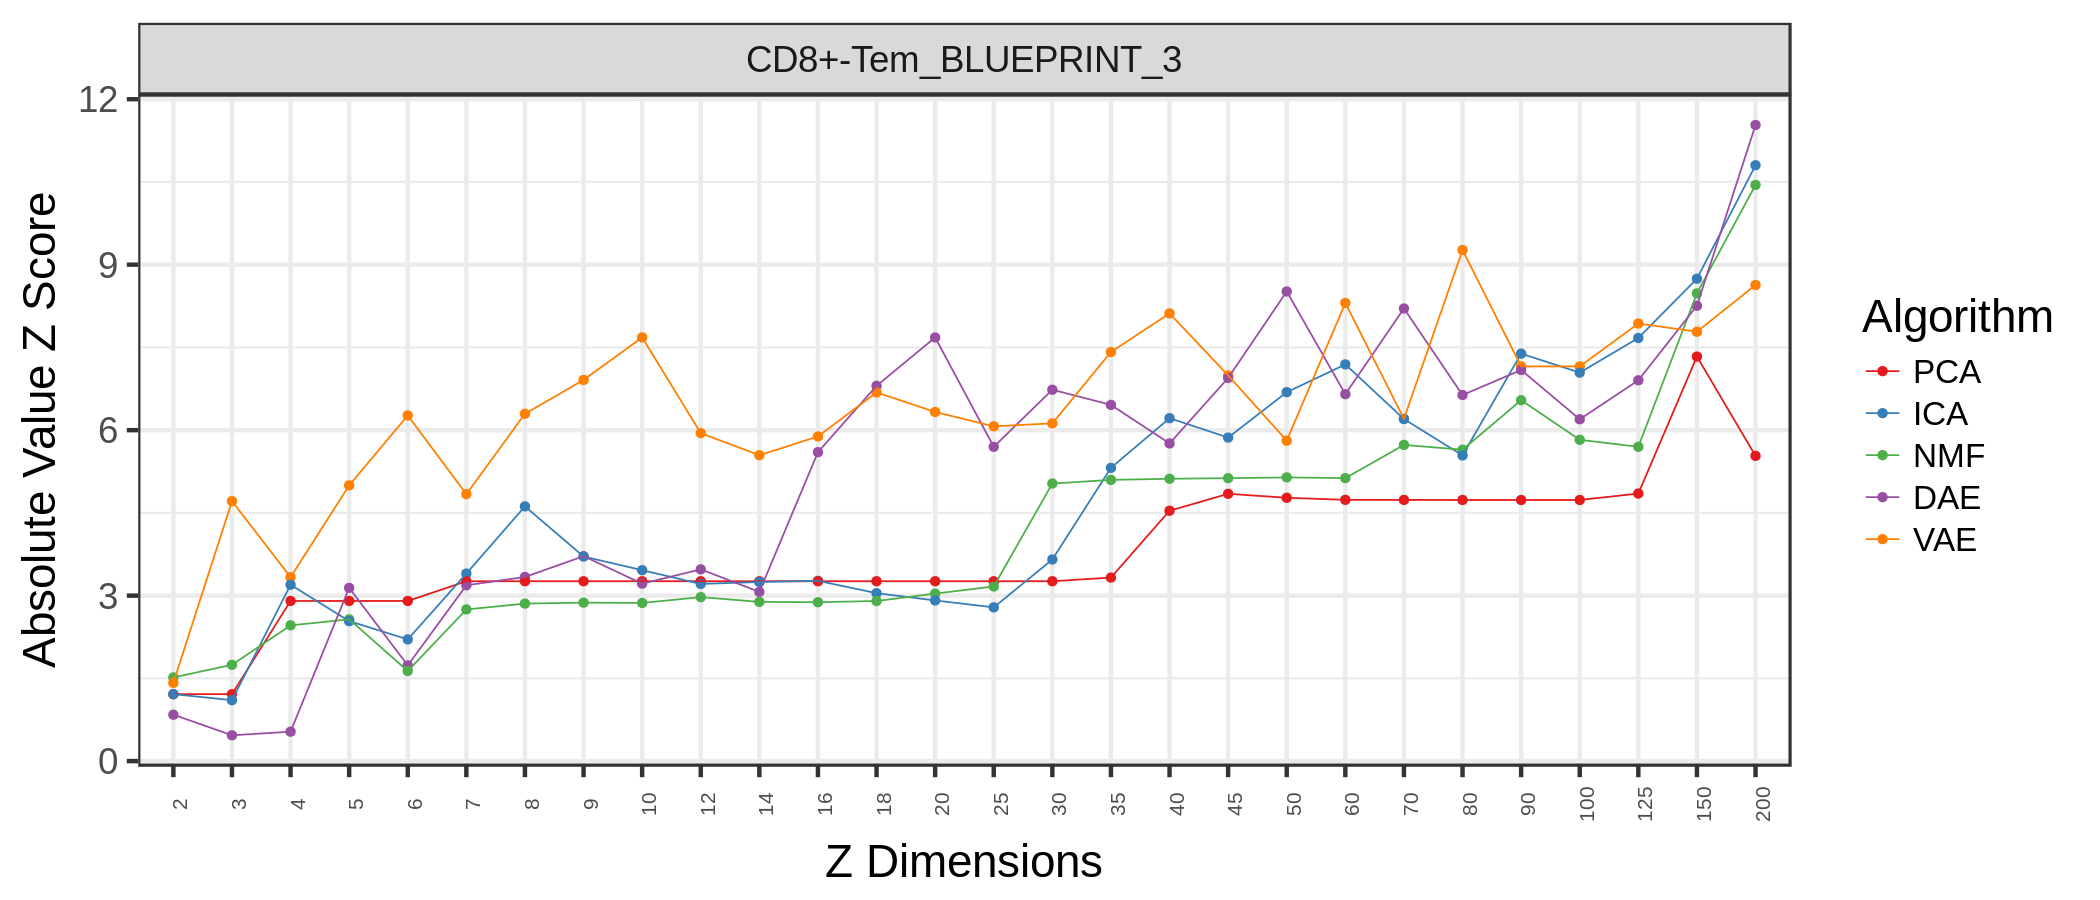 CD8+-Tem_BLUEPRINT_3
12
9
6
3
0
Absolute Value Z Score
2 3 4 5 6 7 8 9 10 12 14 16 18 20 25 30 35 40 45 50 60 70 80 90 100 125 150 200
Z Dimensions
Algorithm
PCA
ICA
NMF
DAE
VAE